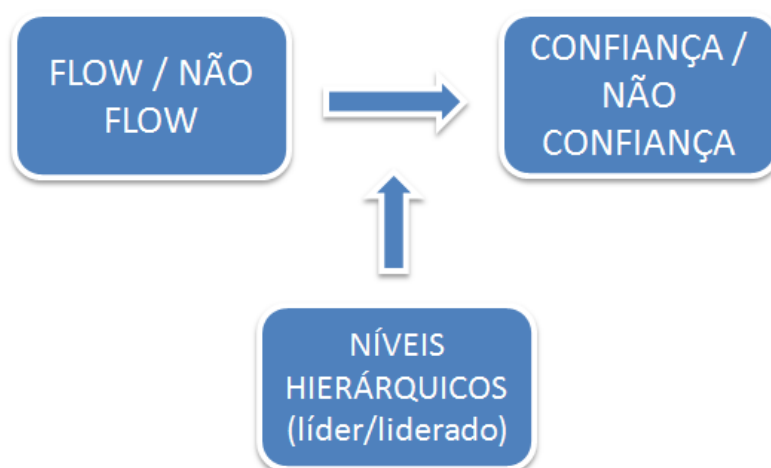 FLOW / NÃO
FLOW
CONFIANÇA /
NÃO
CONFIANÇA
NÍVEIS
HIERÁRQUICOS
(líder/liderado)